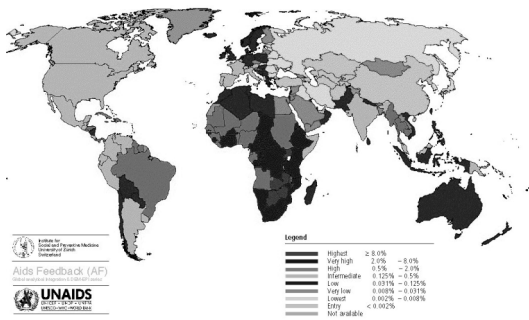 Institute for
Social and Preventive Medicine
University of Zurich
Switzerland
Aids Feedback (AF)
UNAIDS
Legend
Highest ≥ 8.0%
Very high 2.0% - 8.0%
High 0.5% - 2.0%
Intermediate 0.125% - 0.5%
Low 0.031% - 0.125%
Very low 0.008% - 0.031%
Lowest 0.002% - 0.008%
Entry < 0.002%
Not available